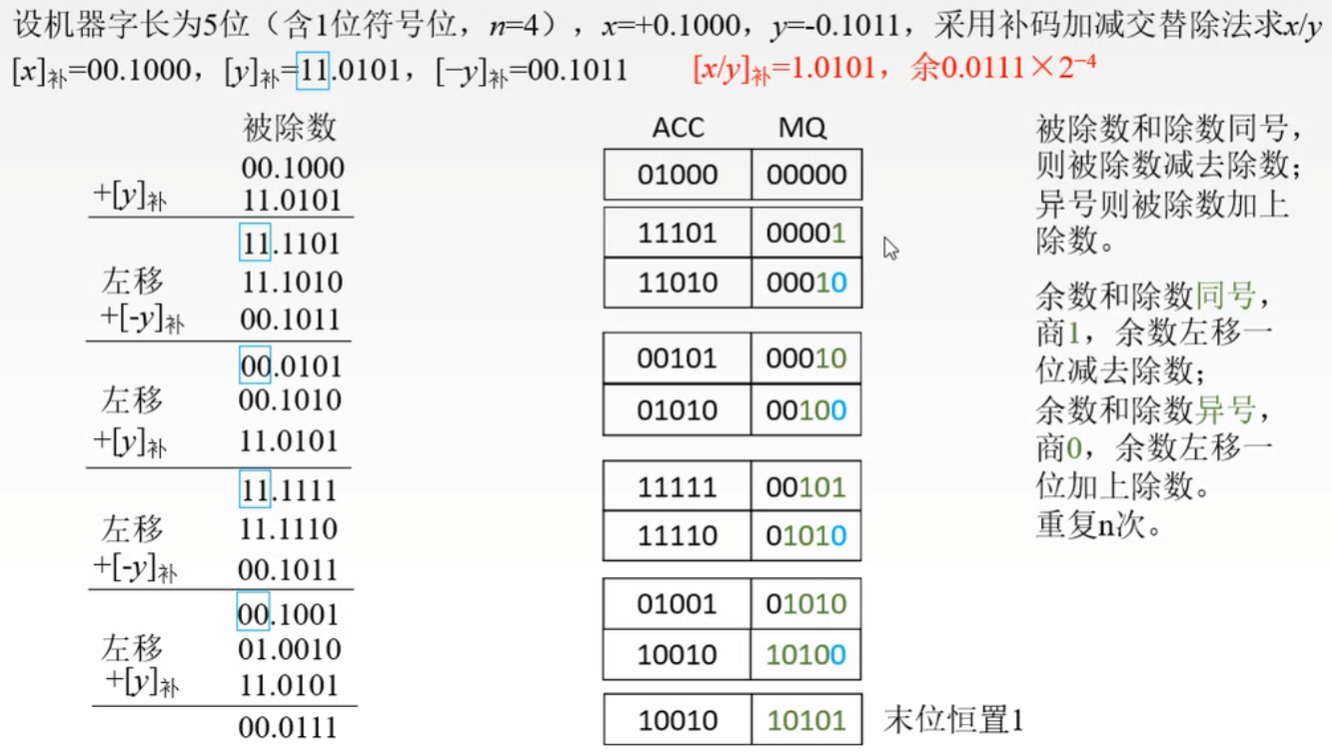 设机器字长为5位（含1位符号位，n=4），x=+0.1000，y=-0.1011，采用补码加减交替除法求x/y
[x]补=00.1000，[y]补=11.0101，[−y]补=00.1011 [x/y]补=1.0101，余0.0111×2⁻⁴
被除数
00.1000
+[y]补 11.0101
11.1101
左移 11.1010
+[-y]补 00.1011
00.0101
左移 00.1010
+[y]补 11.0101
11.1111
左移 11.1110
+[-y]补 00.1011
00.1001
左移 01.0010
+[y]补 11.0101
00.0111
ACC MQ
01000 00000
11101 00001
11010 00010
00101 00010
01010 00100
11111 00101
11110 01010
01001 01010
10010 10100
10010 10101 末位恒置1
被除数和除数同号，
则被除数减去除数；
异号则被除数加上
除数。
余数和除数同号，
商1，余数左移一
位减去除数；
余数和除数异号，
商0，余数左移一
位加上除数。
重复n次。